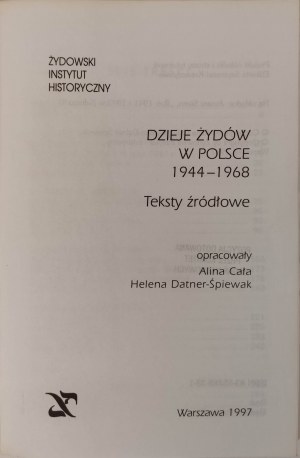 ŻYDOWSKI
INSTYTUT
HISTORYCZNY
DZIEJE ŻYDÓW
W POLSCE
1944–1968
Teksty źródłowe
opracowały
Alina Cała
Helena Datner-Śpiewak
Warszawa 1997